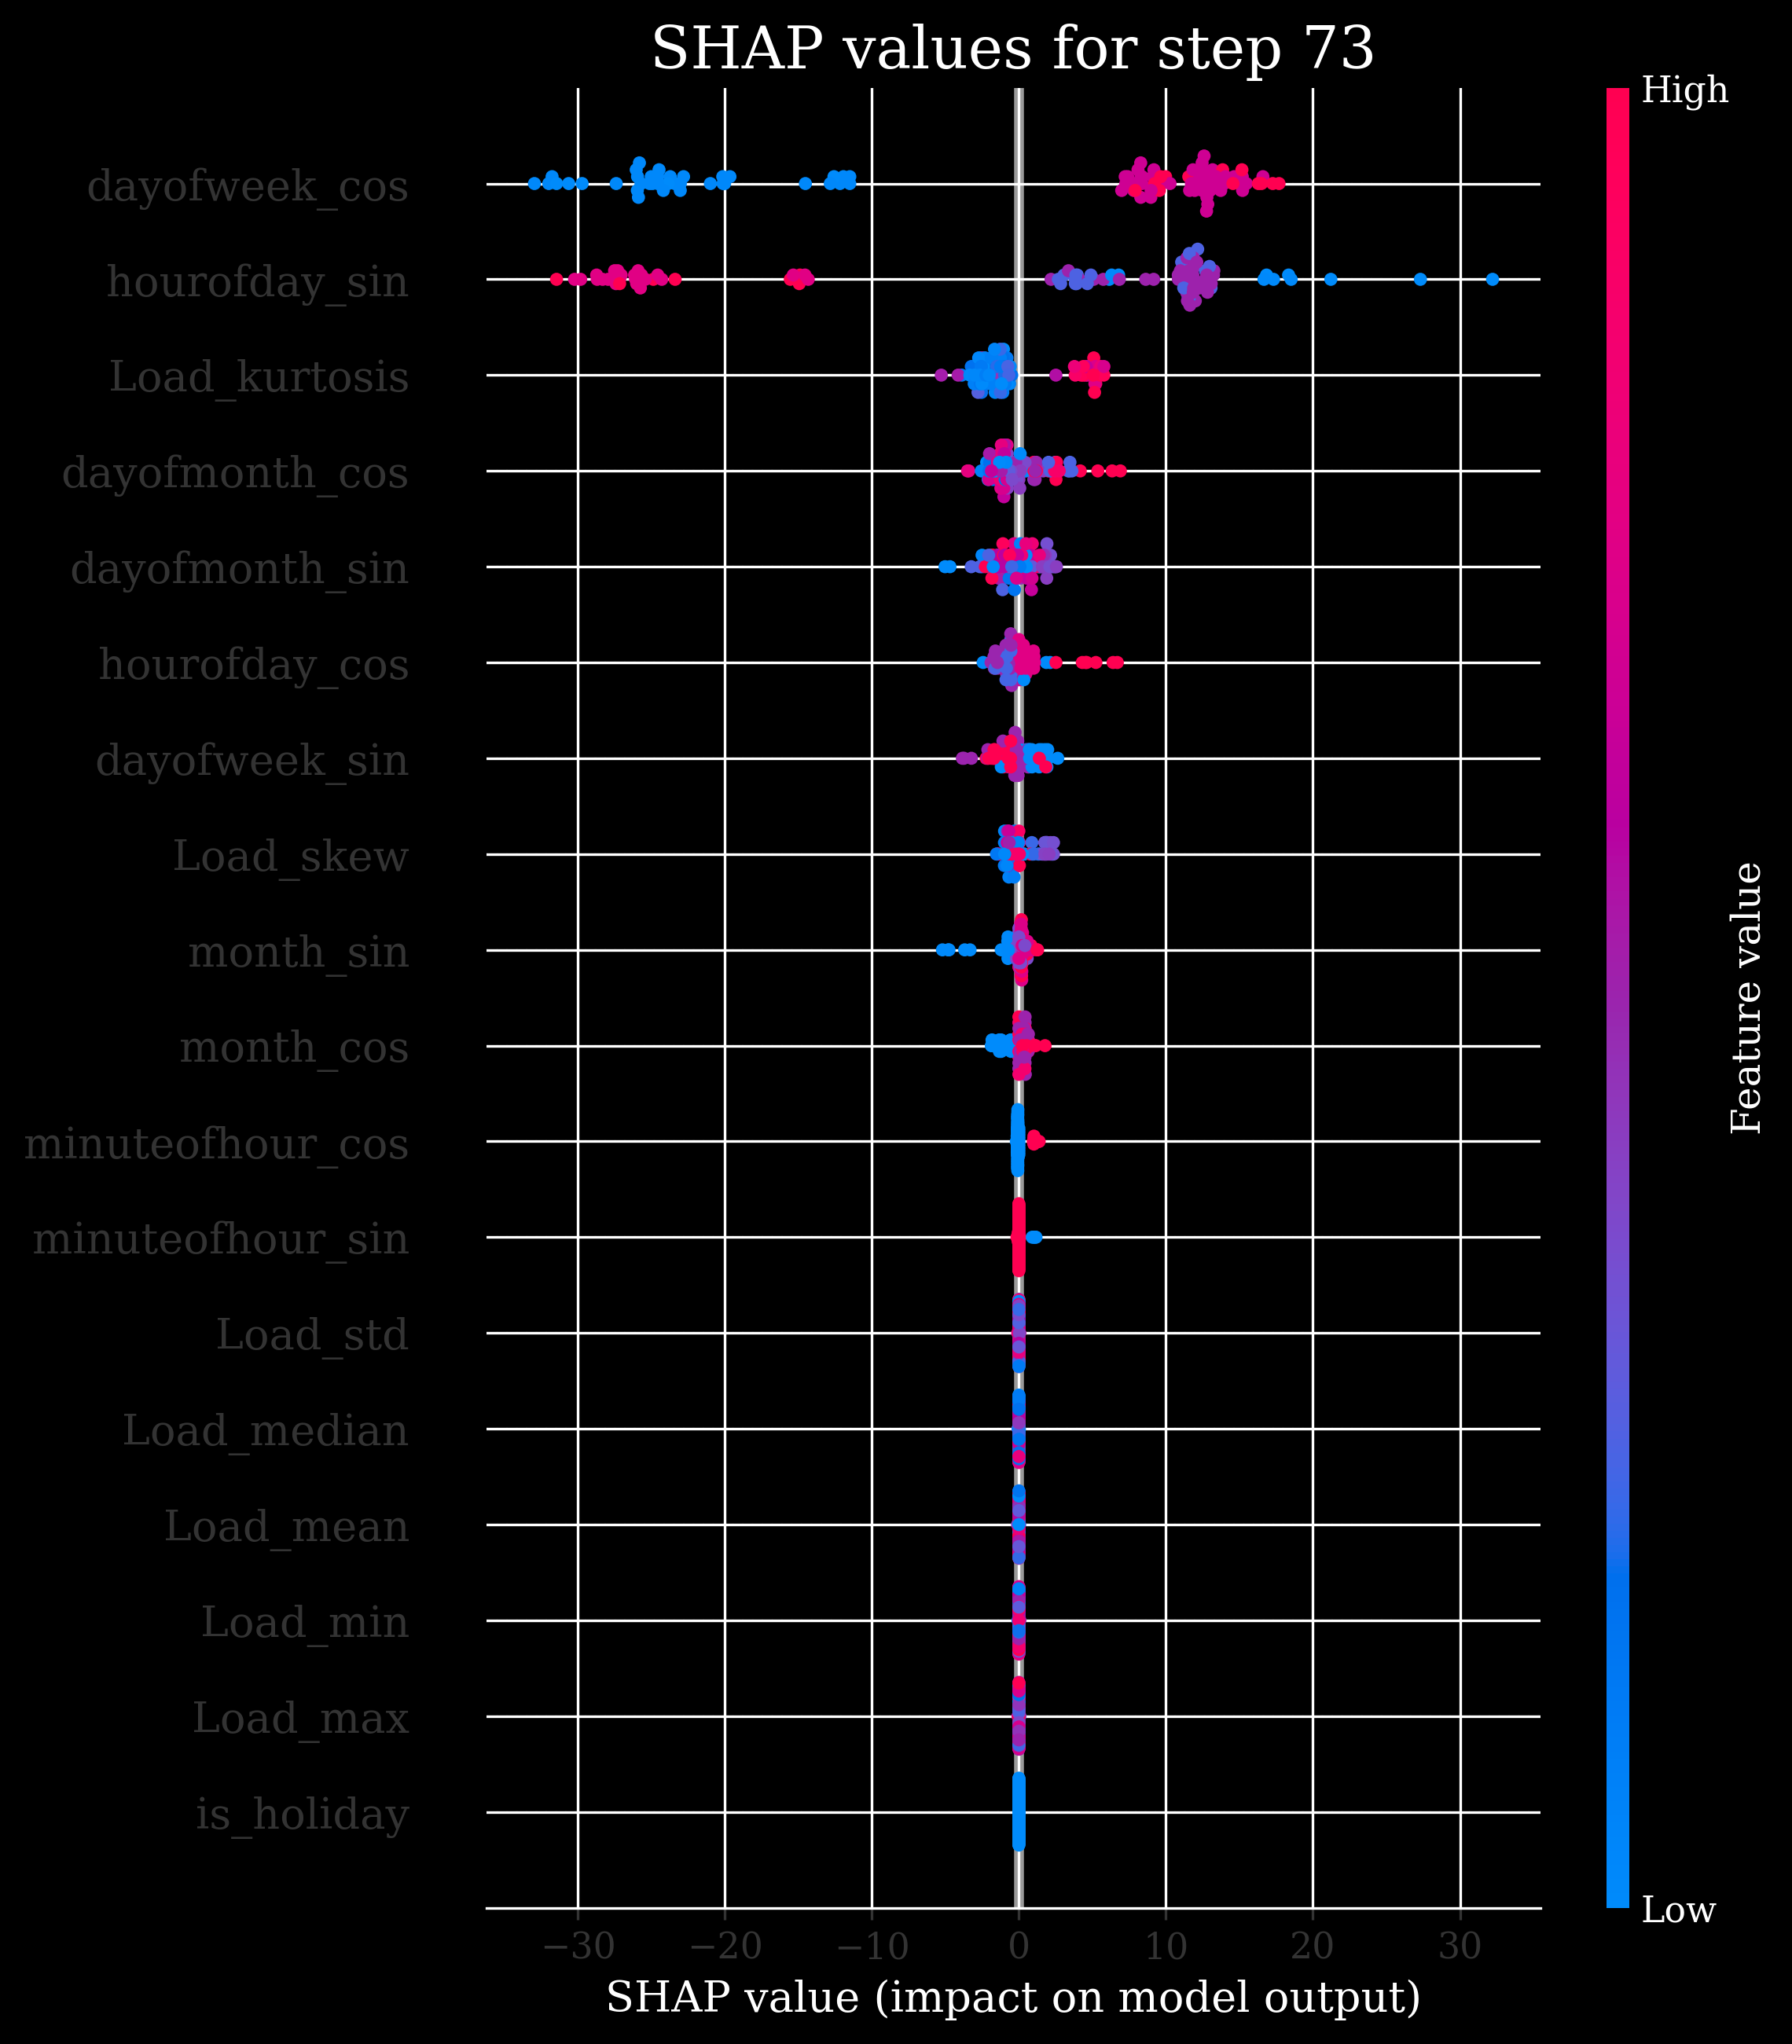 SHAP values for step 73
High
dayofweek_cos
hourofday_sin
Load_kurtosis
dayofmonth_cos
dayofmonth_sin
hourofday_cos
dayofweek_sin
Load_skew
month_sin
month_cos
minuteofhour_cos
minuteofhour_sin
Load_std
Load_median
Load_mean
Load_min
Load_max
is_holiday
Feature value
Low
−30 −20 −10 0 10 20 30
SHAP value (impact on model output)